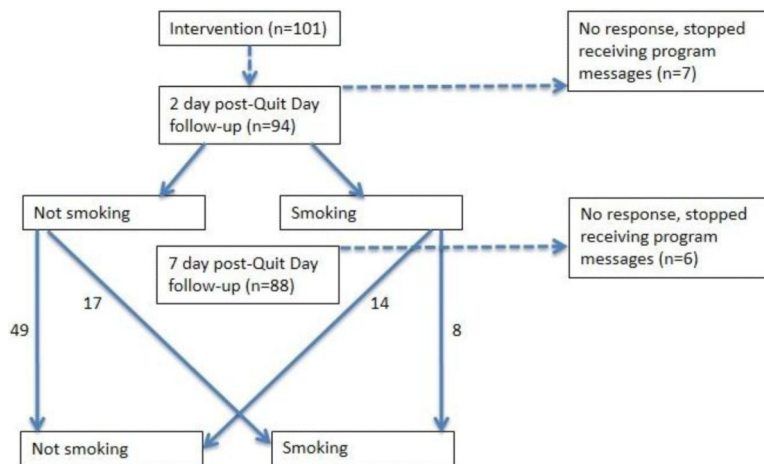 Intervention (n=101)
No response, stopped
receiving program
messages (n=7)
2 day post-Quit Day
follow-up (n=94)
Not smoking
Smoking
No response, stopped
receiving program
messages (n=6)
7 day post-Quit Day
follow-up (n=88)
17
14
49
8
Not smoking
Smoking